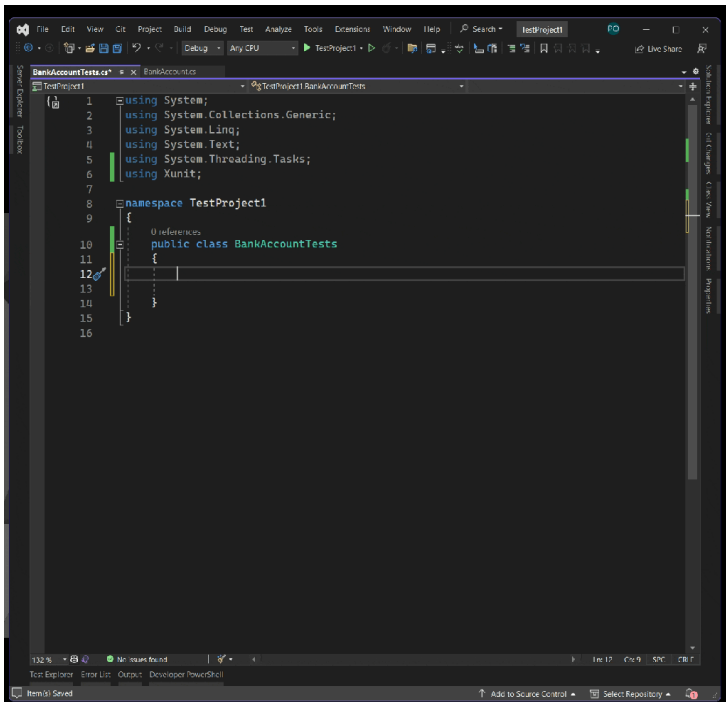 File Edit View Git Project Build Debug Test Analyze Tools Extensions Window Help Search TestProject1 PO
Debug Any CPU TestProject1 Live Share
BankAccountTests.cs* BankAccount.cs
TestProject1 TestProject1.BankAccountTests
Server Explorer
Toolbox
1 using System;
2 using System.Collections.Generic;
3 using System.Linq;
4 using System.Text;
5 using System.Threading.Tasks;
6 using Xunit;
7
8 namespace TestProject1
9 {
0 references
10 public class BankAccountTests
11 {
12
13
14 }
15 }
16
Solution Explorer
Git Changes
Class View
Notifications
Properties
132 % No issues found Ln: 12 Ch: 9 SPC CRLF
Test Explorer Error List Output Developer PowerShell
Item(s) Saved Add to Source Control Select Repository